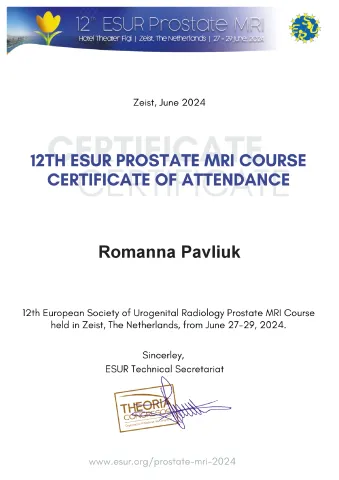 12th ESUR Prostate MRI
Hotel Theater Figi | Zeist, The Netherlands | 27 - 29 June, 2024
Zeist, June 2024
CERTIFICATE
12TH ESUR PROSTATE MRI COURSE
CERTIFICATE OF ATTENDANCE
CERTIFICATE
Romanna Pavliuk
12th European Society of Urogenital Radiology Prostate MRI Course
held in Zeist, The Netherlands, from June 27-29, 2024.
Sincerley,
ESUR Technical Secretariat
THEORIA
CONGRESOS
www.esur.org/prostate-mri-2024